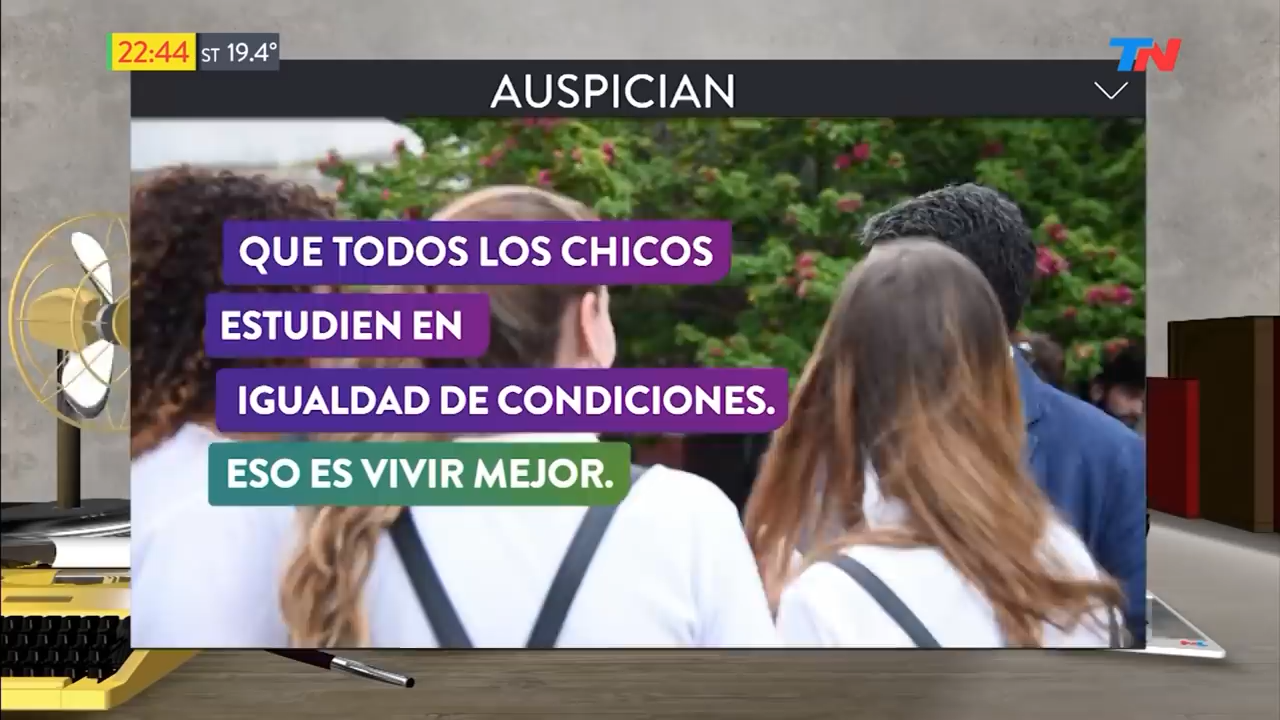 22:44 ST 19.4°
TN
AUSPICIAN
QUE TODOS LOS CHICOS
ESTUDIEN EN
IGUALDAD DE CONDICIONES.
ESO ES VIVIR MEJOR.